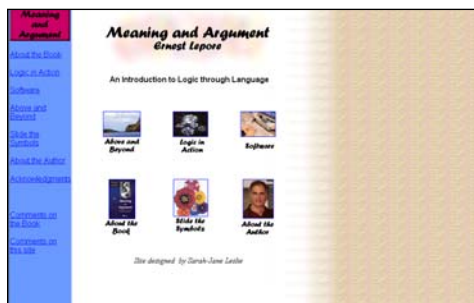 Meaning
and
Argument
About the Book
Logic in Action
Software
Above and
Beyond
Slide the
Symbols
About the Author
Acknowledgments
Comments on
the Book
Comments on
this site
Meaning and Argument
Ernest Lepore
An Introduction to Logic through Language
Above and
Beyond
Logic in
Action
Software
About the
Book
Slide the
Symbols
About the
Author
Site designed by Sarah-Jane Leslie